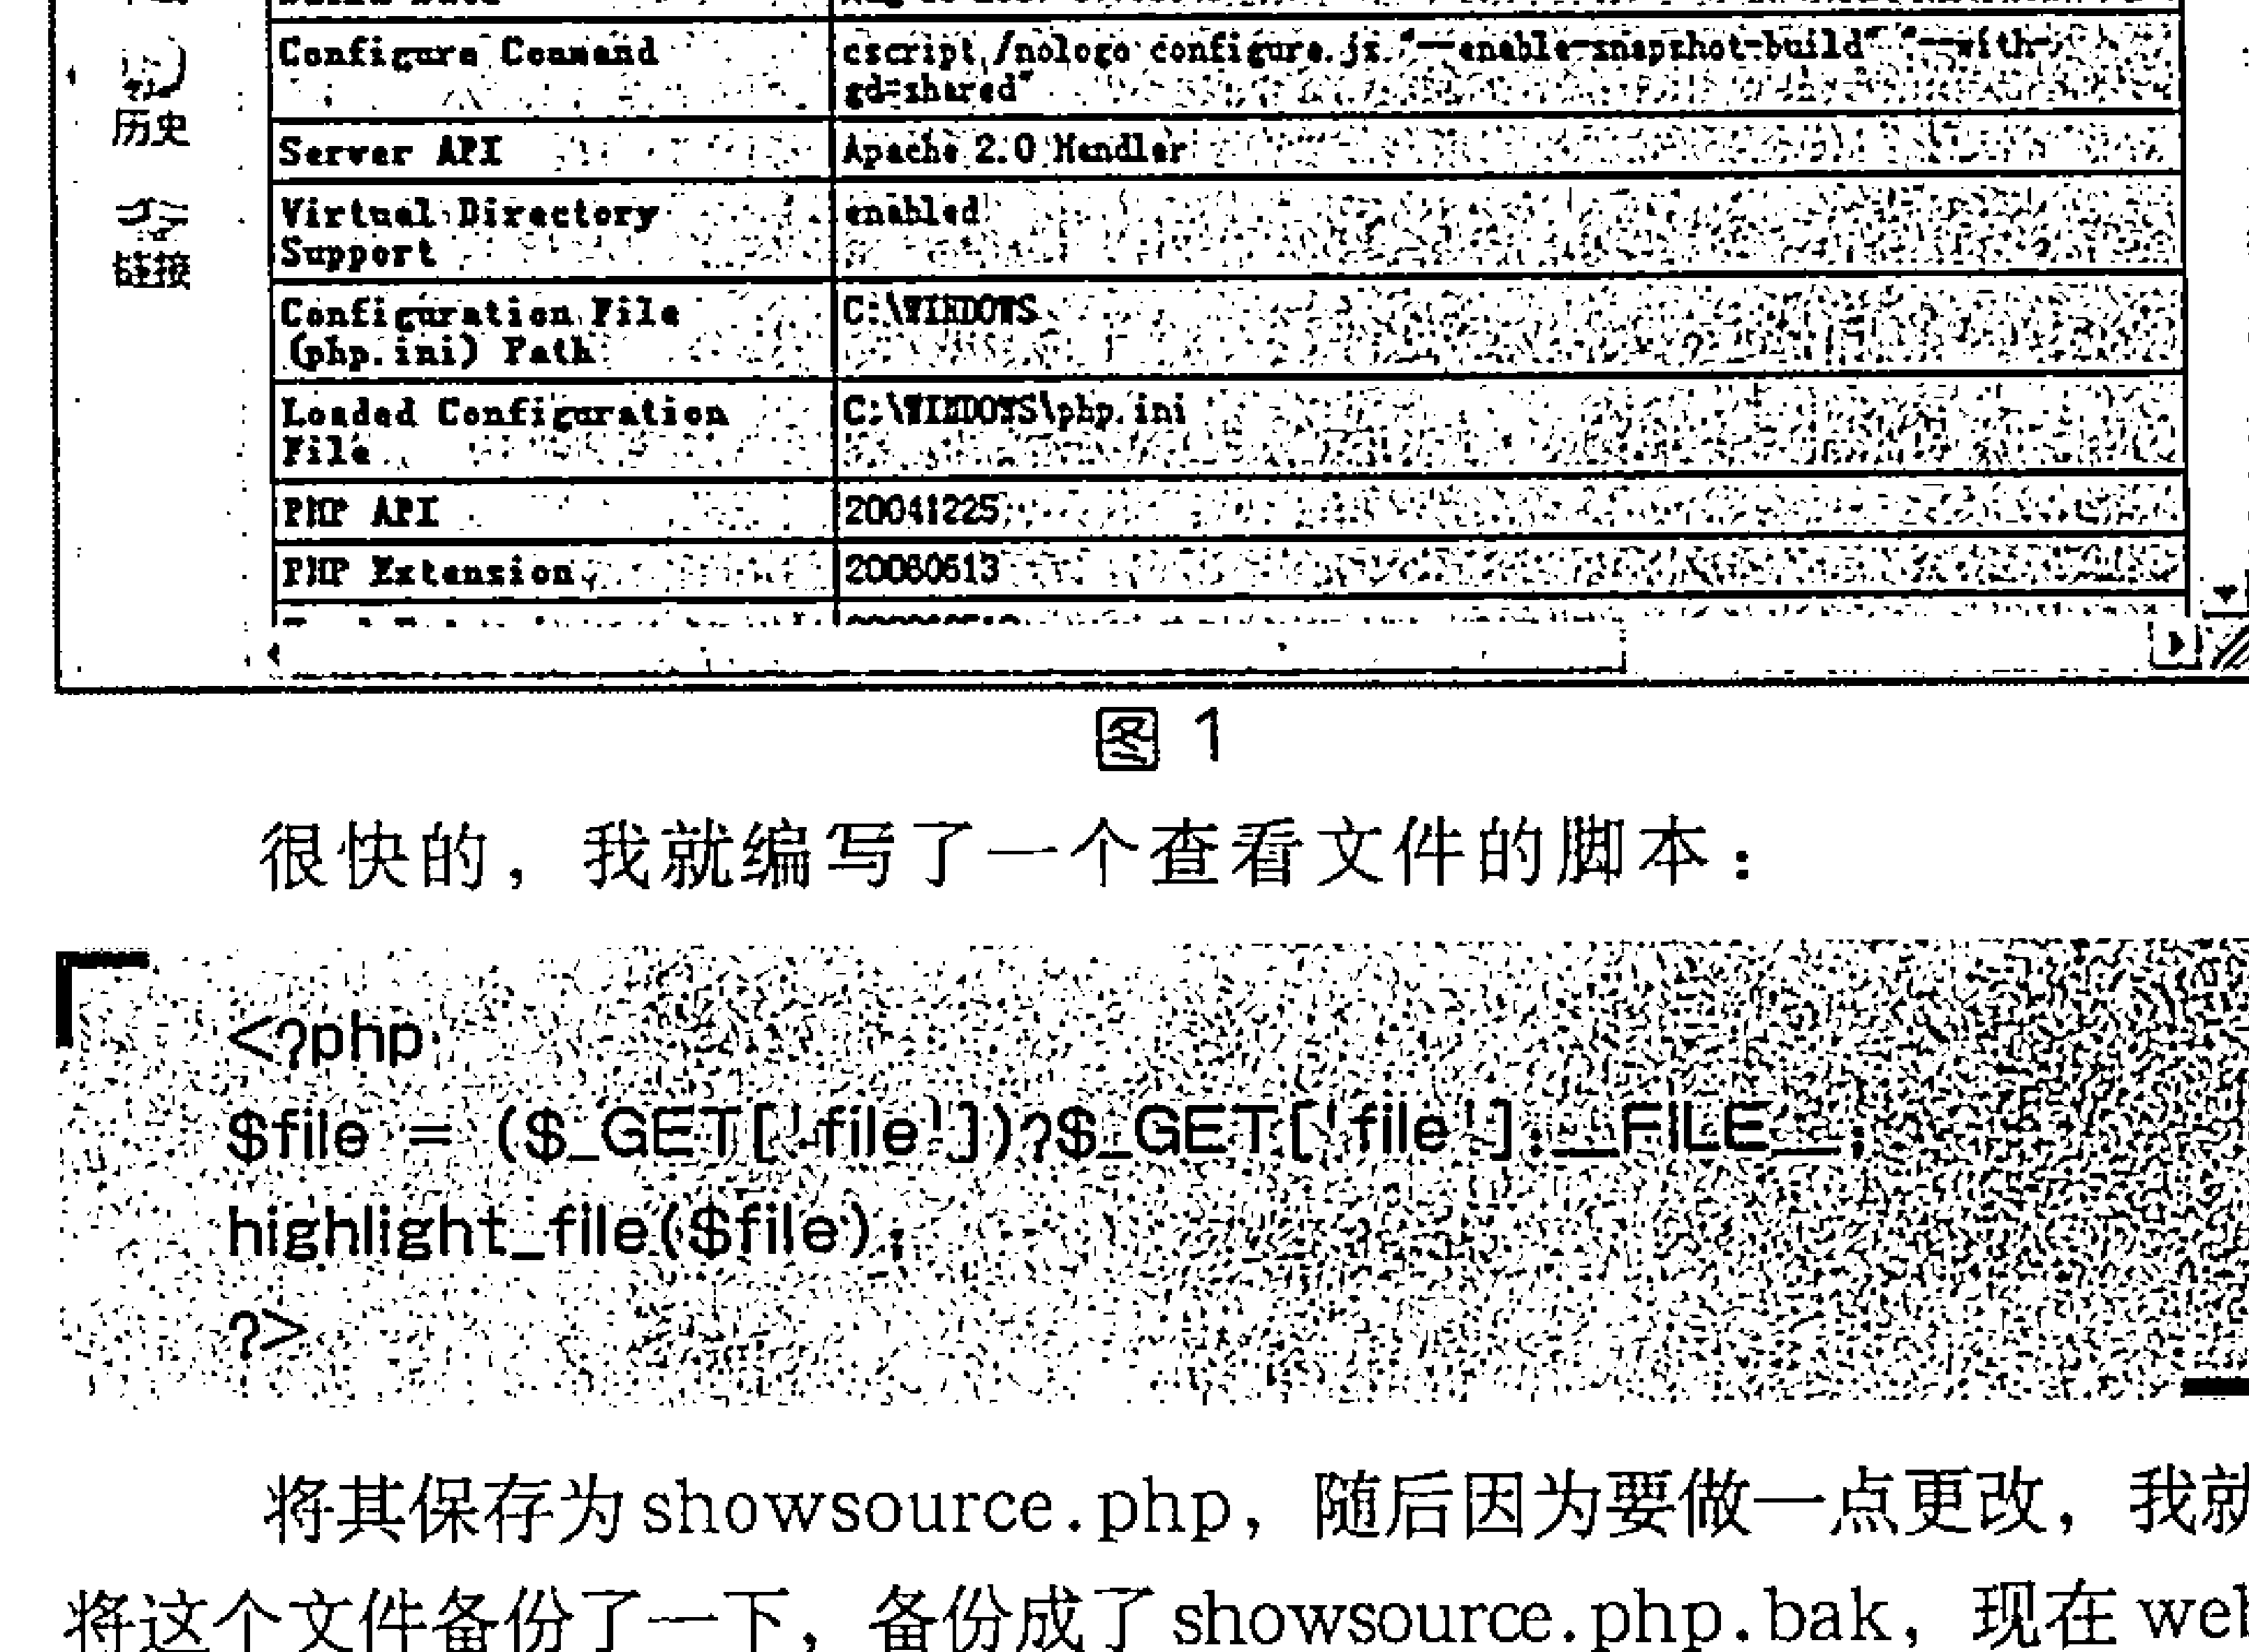 历史
链接
Configure Command cscript /nologo configure.js "--enable-snapshot-build" "--with-
gd=shared"
Server API Apache 2.0 Handler
Virtual Directory enabled
Support
Configuration File C:\WINDOWS
(php.ini) Path
Loaded Configuration C:\WINDOWS\php.ini
File
PHP API 20041225
PHP Extension 20060613
图 1
很快的，我就编写了一个查看文件的脚本：
<?php
$file = ($_GET['file'])?$_GET['file']:__FILE__;
highlight_file($file);
?>
将其保存为showsource.php，随后因为要做一点更改，我就
将这个文件备份了一下，备份成了showsource.php.bak，现在 web